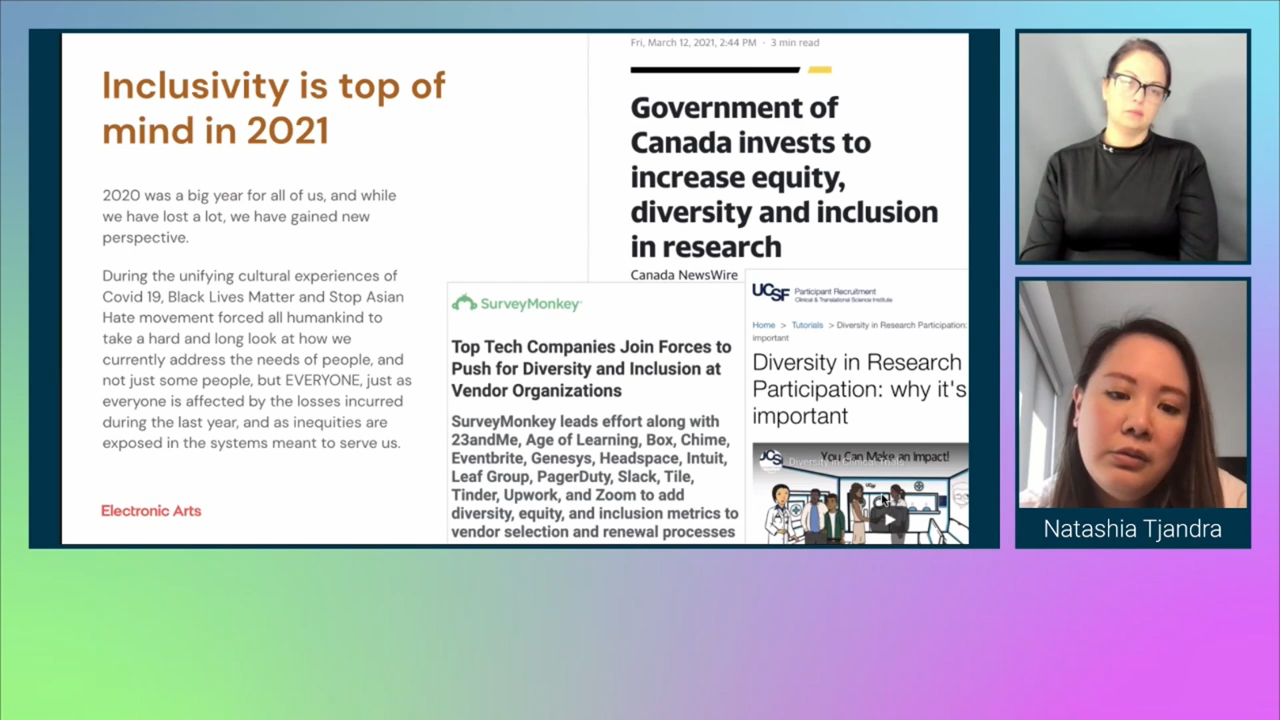 Inclusivity is top of
mind in 2021
2020 was a big year for all of us, and while
we have lost a lot, we have gained new
perspective.
During the unifying cultural experiences of
Covid 19, Black Lives Matter and Stop Asian
Hate movement forced all humankind to
take a hard and long look at how we
currently address the needs of people, and
not just some people, but EVERYONE, just as
everyone is affected by the losses incurred
during the last year, and as inequities are
exposed in the systems meant to serve us.
Electronic Arts
Fri, March 12, 2021, 2:44 PM · 3 min read
Government of
Canada invests to
increase equity,
diversity and inclusion
in research
Canada NewsWire
SurveyMonkey
Top Tech Companies Join Forces to
Push for Diversity and Inclusion at
Vendor Organizations
SurveyMonkey leads effort along with
23andMe, Age of Learning, Box, Chime,
Eventbrite, Genesys, Headspace, Intuit,
Leaf Group, PagerDuty, Slack, Tile,
Tinder, Upwork, and Zoom to add
diversity, equity, and inclusion metrics to
vendor selection and renewal processes
UCSF
Participant Recruitment
Clinical & Translational Science Institute
Home > Tutorials > Diversity in Research Participation:
important
Diversity in Research
Participation: why it's
important
You Can Make an Impact!
Diversity in Clinical Trials
Natashia Tjandra